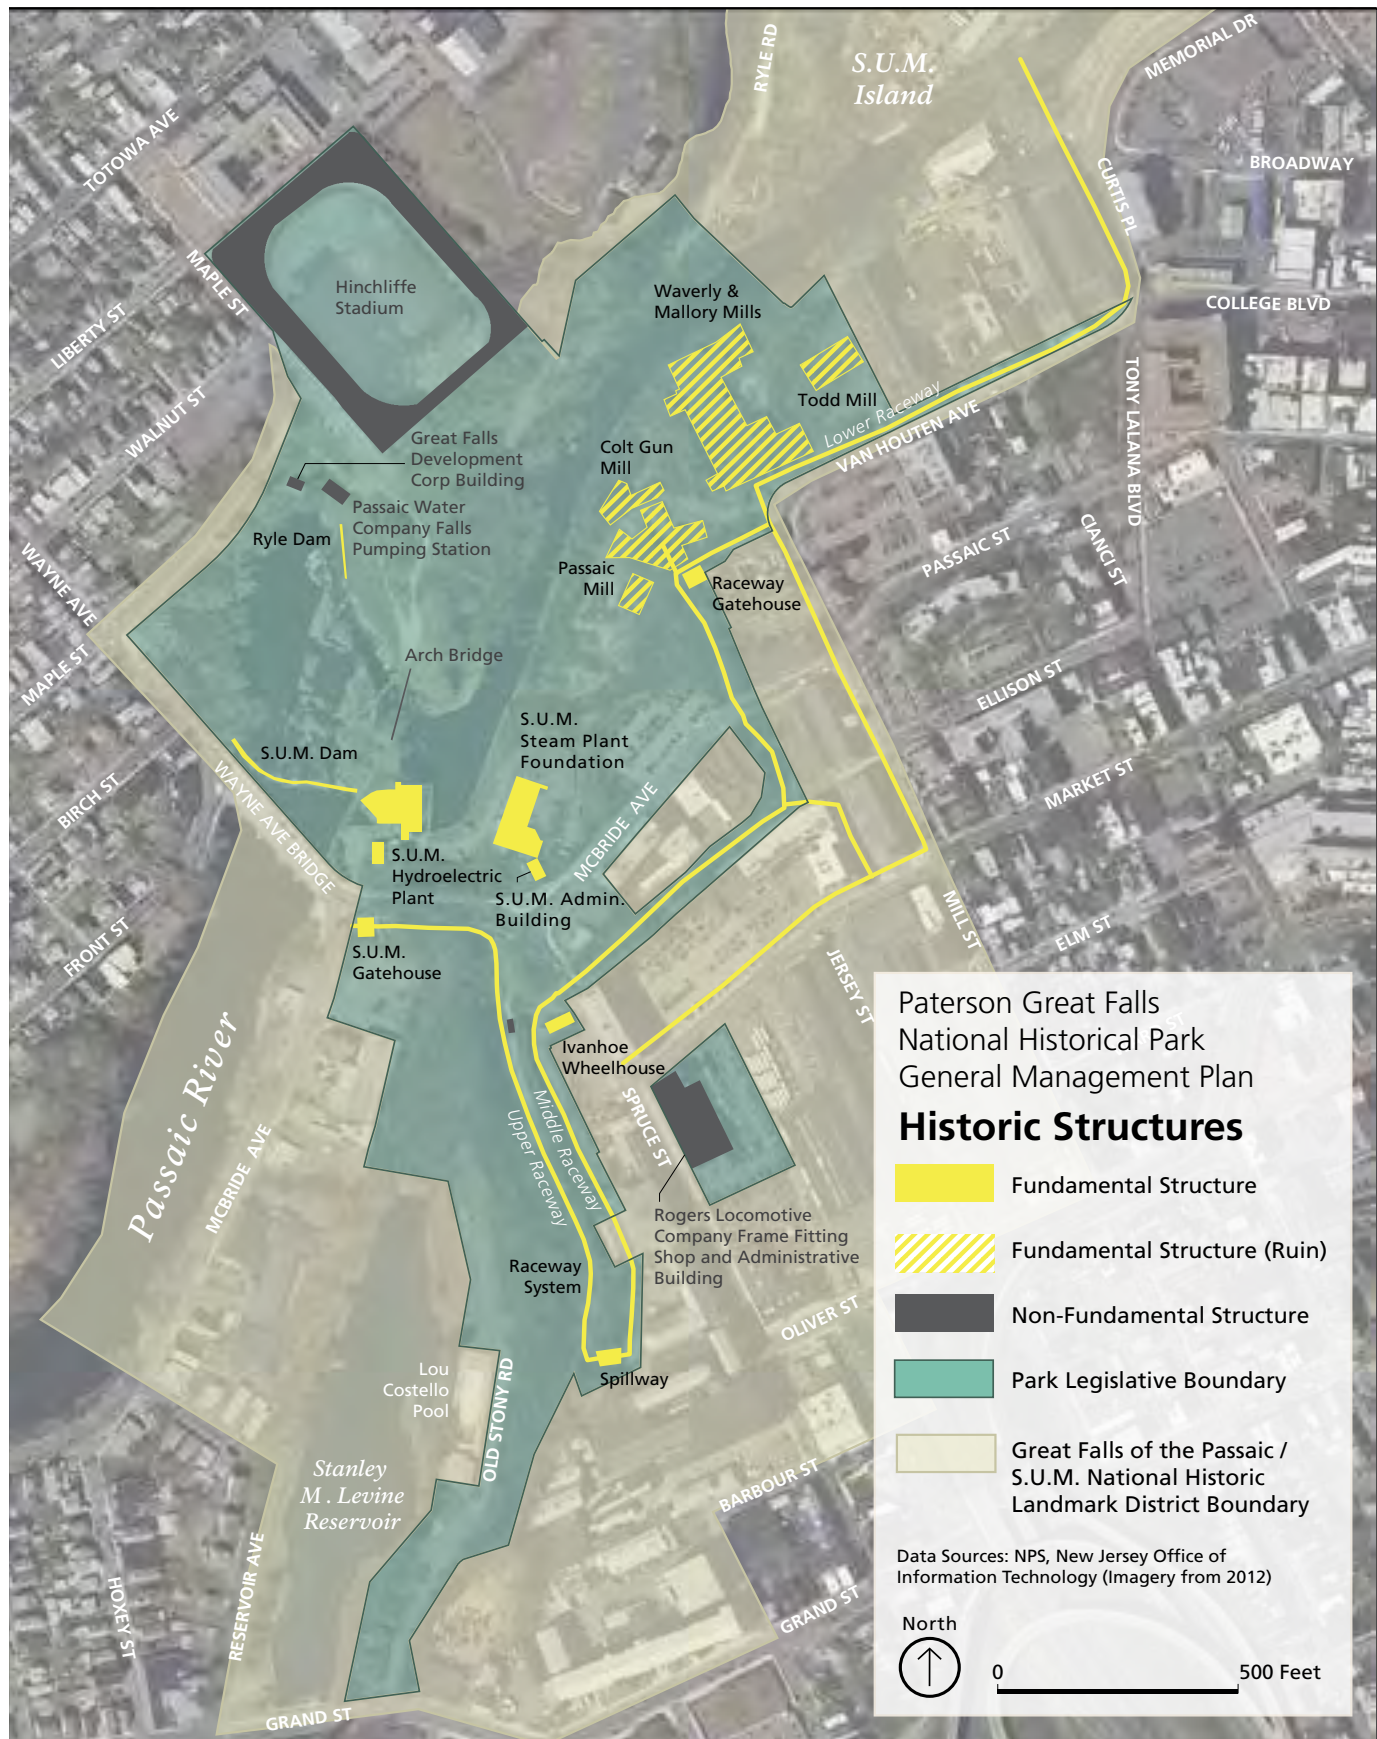 RYLE RD
S.U.M.
Island
MEMORIAL DR
TOTOWA AVE
BROADWAY
CURTIS PL
MAPLE ST
Hinchliffe
Stadium
Waverly &
Mallory Mills
COLLEGE BLVD
LIBERTY ST
Todd Mill
Lower Raceway
VAN HOUTEN AVE
TONY LALANA BLVD
WALNUT ST
Great Falls
Development
Corp Building
Colt Gun
Mill
Passaic Water
Company Falls
Pumping Station
Ryle Dam
PASSAIC ST
CIANCI ST
WAYNE AVE
Passaic
Mill
Raceway
Gatehouse
MAPLE ST
Arch Bridge
ELLISON ST
S.U.M.
Steam Plant
Foundation
S.U.M. Dam
BIRCH ST
WAYNE AVE BRIDGE
MCBRIDE AVE
MARKET ST
S.U.M.
Hydroelectric
Plant
S.U.M. Admin.
Building
FRONT ST
S.U.M.
Gatehouse
MILL ST
ELM ST
JERSEY ST
Passaic River
Ivanhoe
Wheelhouse
Upper Raceway
Middle Raceway
SPRUCE ST
MCBRIDE AVE
Rogers Locomotive
Company Frame Fitting
Shop and Administrative
Building
Raceway
System
OLIVER ST
Spillway
Lou
Costello
Pool
OLD STONY RD
Stanley
M . Levine
Reservoir
BARBOUR ST
RESERVOIR AVE
HOXEY ST
GRAND ST
GRAND ST
Paterson Great Falls
National Historical Park
General Management Plan
Historic Structures
Fundamental Structure
Fundamental Structure (Ruin)
Non-Fundamental Structure
Park Legislative Boundary
Great Falls of the Passaic /
S.U.M. National Historic
Landmark District Boundary
Data Sources: NPS, New Jersey Office of
Information Technology (Imagery from 2012)
North
0 500 Feet